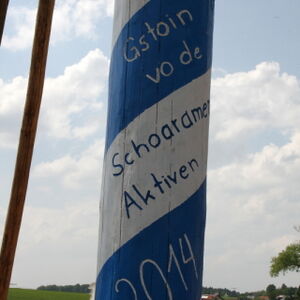 Gstoin
vo de
Schoaramer
Aktiven
2014